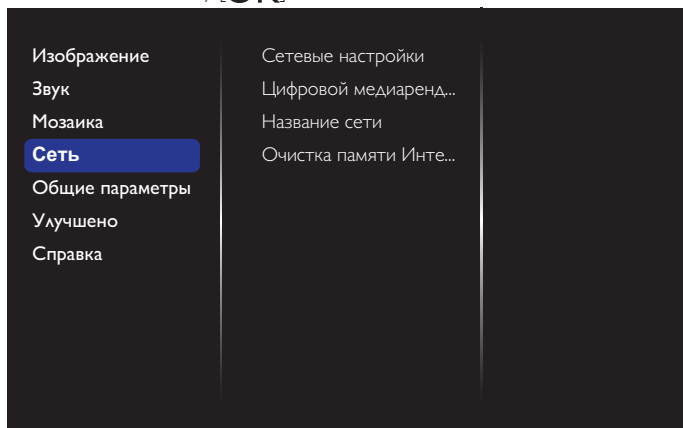 Изображение
Звук
Мозаика
Сеть
Общие параметры
Улучшено
Справка
Сетевые настройки
Цифровой медиаренд...
Название сети
Очистка памяти Инте...